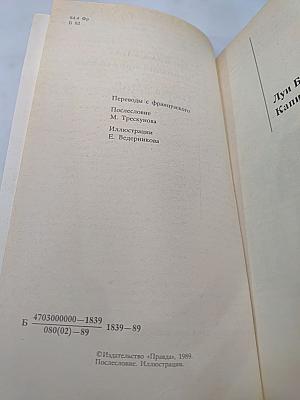 84.4 Фр
Б 82
Переводы с французского
Послесловие
М. Трескунова
Иллюстрации
Е. Ведерникова
Б 4703000000—1839
080(02)—89
1839—89
©Издательство «Правда», 1989.
Послесловие. Иллюстрации.
Луи Б
Капи